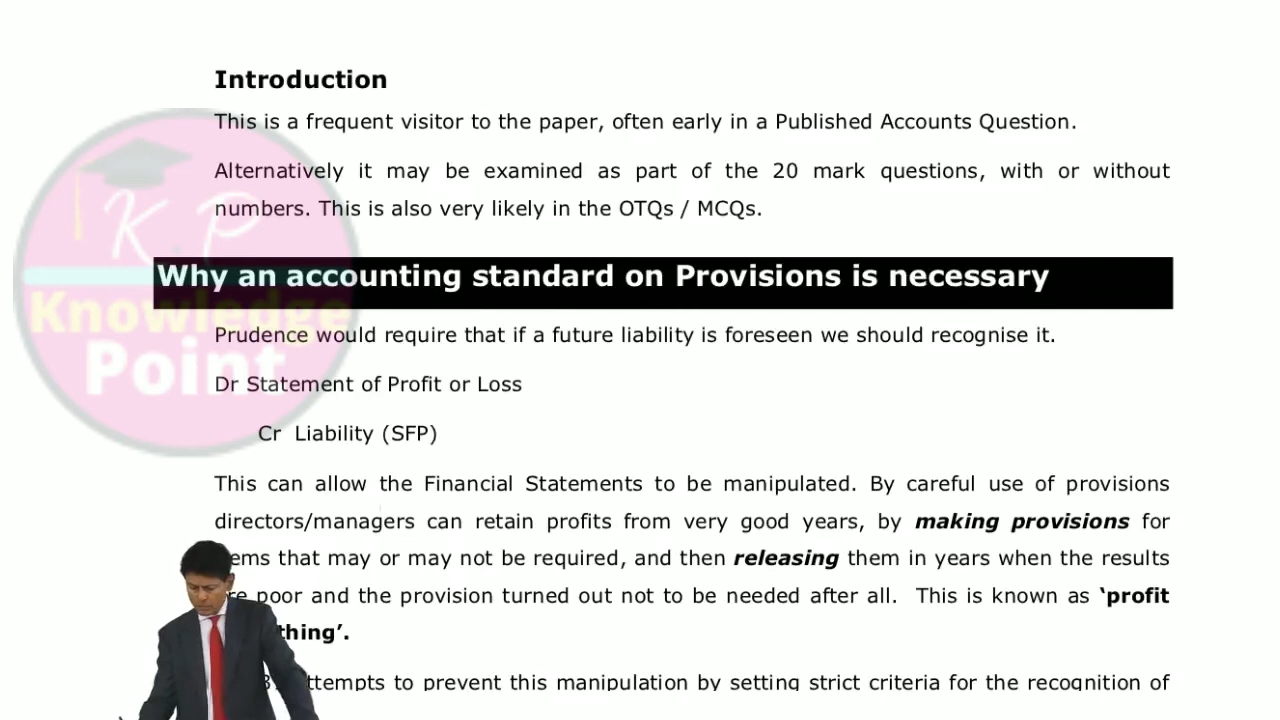 Introduction
This is a frequent visitor to the paper, often early in a Published Accounts Question.
Alternatively it may be examined as part of the 20 mark questions, with or without
numbers. This is also very likely in the OTQs / MCQs.
K.P
Knowledge
Point
Why an accounting standard on Provisions is necessary
Prudence would require that if a future liability is foreseen we should recognise it.
Dr Statement of Profit or Loss
Cr Liability (SFP)
This can allow the Financial Statements to be manipulated. By careful use of provisions
directors/managers can retain profits from very good years, by making provisions for
that may or may not be required, and then releasing them in years when the results
poor and the provision turned out not to be needed after all. This is known as ‘profit
attempts to prevent this manipulation by setting strict criteria for the recognition of